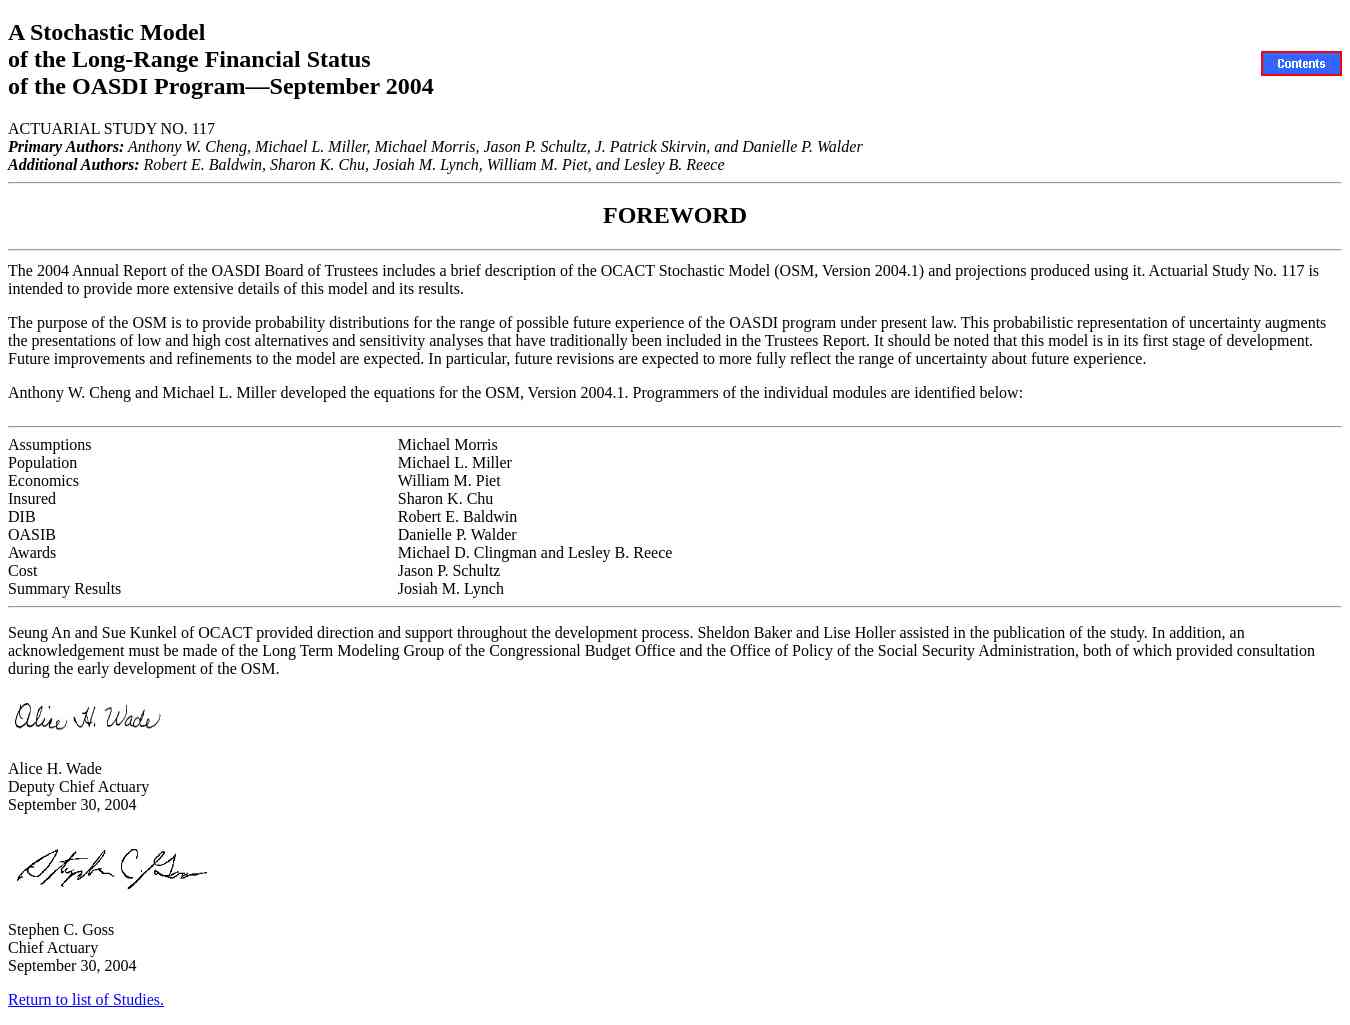 A Stochastic Model
of the Long-Range Financial Status
of the OASDI Program—September 2004
Contents
ACTUARIAL STUDY NO. 117
Primary Authors: Anthony W. Cheng, Michael L. Miller, Michael Morris, Jason P. Schultz, J. Patrick Skirvin, and Danielle P. Walder
Additional Authors: Robert E. Baldwin, Sharon K. Chu, Josiah M. Lynch, William M. Piet, and Lesley B. Reece
FOREWORD
The 2004 Annual Report of the OASDI Board of Trustees includes a brief description of the OCACT Stochastic Model (OSM, Version 2004.1) and projections produced using it. Actuarial Study No. 117 is
intended to provide more extensive details of this model and its results.
The purpose of the OSM is to provide probability distributions for the range of possible future experience of the OASDI program under present law. This probabilistic representation of uncertainty augments
the presentations of low and high cost alternatives and sensitivity analyses that have traditionally been included in the Trustees Report. It should be noted that this model is in its first stage of development.
Future improvements and refinements to the model are expected. In particular, future revisions are expected to more fully reflect the range of uncertainty about future experience.
Anthony W. Cheng and Michael L. Miller developed the equations for the OSM, Version 2004.1. Programmers of the individual modules are identified below:
Assumptions Michael Morris
Population Michael L. Miller
Economics William M. Piet
Insured Sharon K. Chu
DIB Robert E. Baldwin
OASIB Danielle P. Walder
Awards Michael D. Clingman and Lesley B. Reece
Cost Jason P. Schultz
Summary Results Josiah M. Lynch
Seung An and Sue Kunkel of OCACT provided direction and support throughout the development process. Sheldon Baker and Lise Holler assisted in the publication of the study. In addition, an
acknowledgement must be made of the Long Term Modeling Group of the Congressional Budget Office and the Office of Policy of the Social Security Administration, both of which provided consultation
during the early development of the OSM.
Alice H. Wade
Alice H. Wade
Deputy Chief Actuary
September 30, 2004
Stephen C. Goss
Stephen C. Goss
Chief Actuary
September 30, 2004
Return to list of Studies.